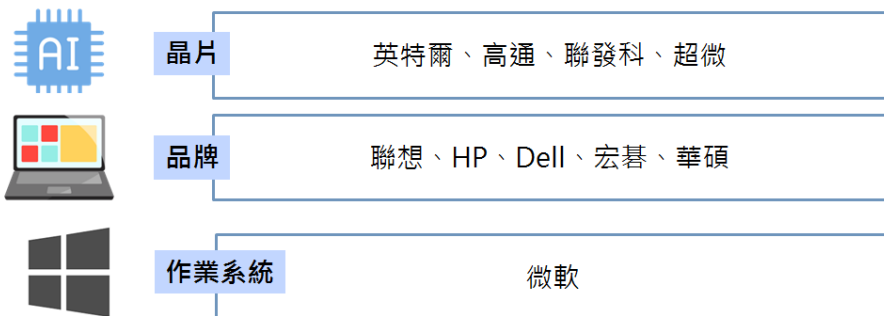 AI
晶片
英特爾、高通、聯發科、超微
品牌
聯想、HP、Dell、宏碁、華碩
作業系統
微軟